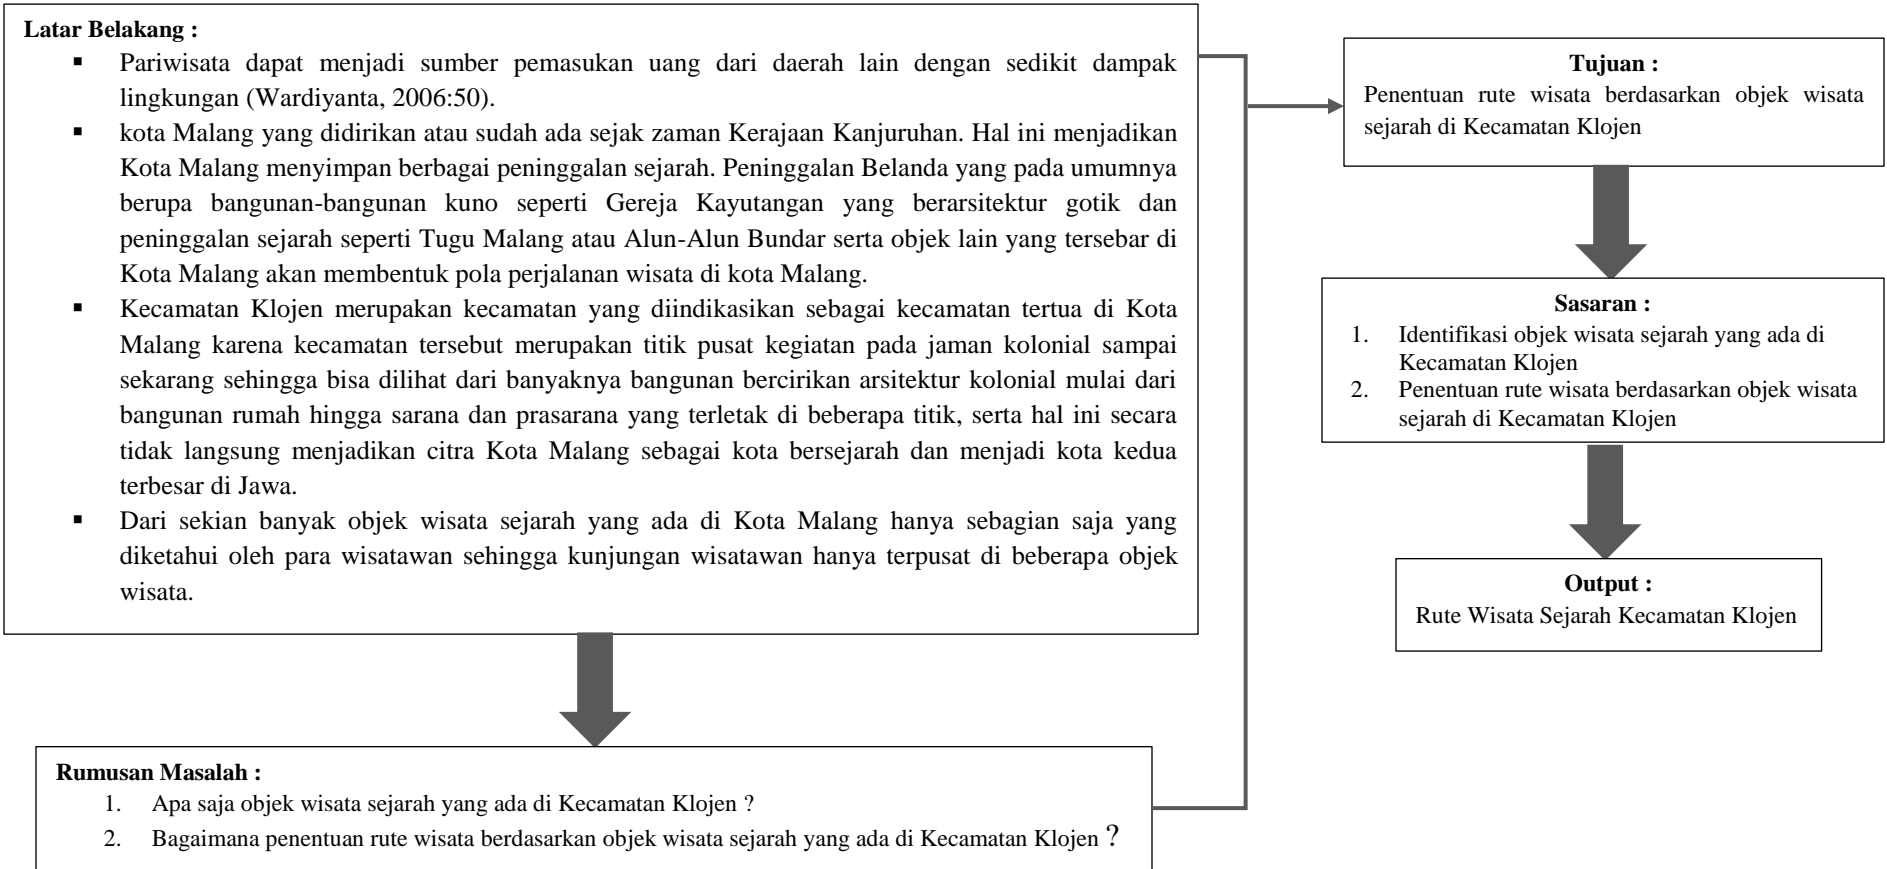 Latar Belakang :
▪ Pariwisata dapat menjadi sumber pemasukan uang dari daerah lain dengan sedikit dampak
lingkungan (Wardiyanta, 2006:50).
▪ kota Malang yang didirikan atau sudah ada sejak zaman Kerajaan Kanjuruhan. Hal ini menjadikan
Kota Malang menyimpan berbagai peninggalan sejarah. Peninggalan Belanda yang pada umumnya
berupa bangunan-bangunan kuno seperti Gereja Kayutangan yang berarsitektur gotik dan
peninggalan sejarah seperti Tugu Malang atau Alun-Alun Bundar serta objek lain yang tersebar di
Kota Malang akan membentuk pola perjalanan wisata di kota Malang.
▪ Kecamatan Klojen merupakan kecamatan yang diindikasikan sebagai kecamatan tertua di Kota
Malang karena kecamatan tersebut merupakan titik pusat kegiatan pada jaman kolonial sampai
sekarang sehingga bisa dilihat dari banyaknya bangunan bercirikan arsitektur kolonial mulai dari
bangunan rumah hingga sarana dan prasarana yang terletak di beberapa titik, serta hal ini secara
tidak langsung menjadikan citra Kota Malang sebagai kota bersejarah dan menjadi kota kedua
terbesar di Jawa.
▪ Dari sekian banyak objek wisata sejarah yang ada di Kota Malang hanya sebagian saja yang
diketahui oleh para wisatawan sehingga kunjungan wisatawan hanya terpusat di beberapa objek
wisata.
Rumusan Masalah :
1. Apa saja objek wisata sejarah yang ada di Kecamatan Klojen ?
2. Bagaimana penentuan rute wisata berdasarkan objek wisata sejarah yang ada di Kecamatan Klojen ?
Tujuan :
Penentuan rute wisata berdasarkan objek wisata
sejarah di Kecamatan Klojen
Sasaran :
1. Identifikasi objek wisata sejarah yang ada di
Kecamatan Klojen
2. Penentuan rute wisata berdasarkan objek wisata
sejarah di Kecamatan Klojen
Output :
Rute Wisata Sejarah Kecamatan Klojen